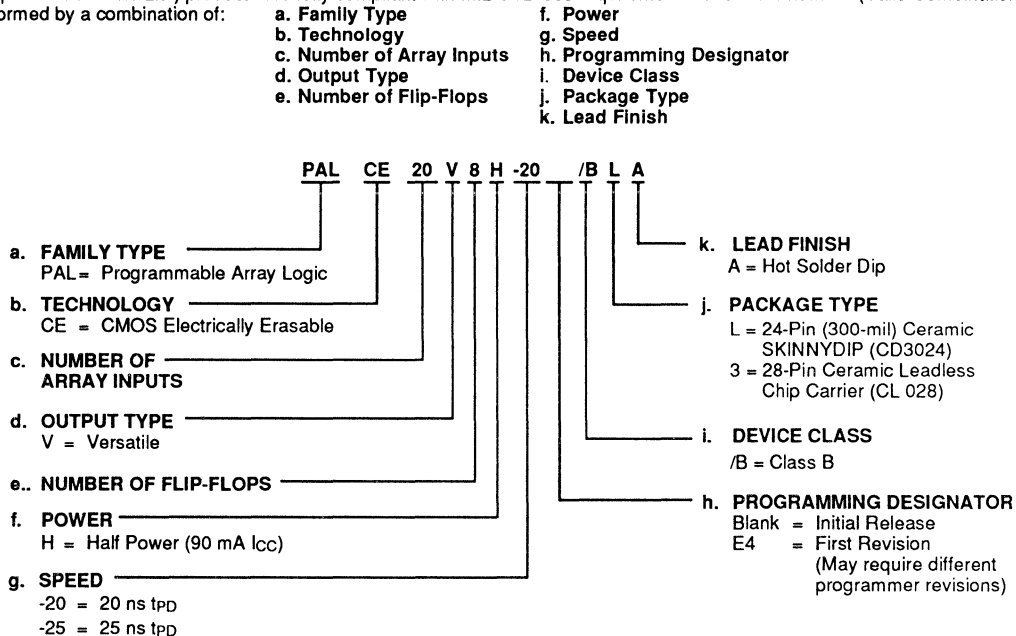 ormed by a combination of:
a. Family Type
b. Technology
c. Number of Array Inputs
d. Output Type
e. Number of Flip-Flops
f. Power
g. Speed
h. Programming Designator
i. Device Class
j. Package Type
k. Lead Finish
PAL CE 20 V 8 H -20 /B L A
a. FAMILY TYPE
PAL= Programmable Array Logic
b. TECHNOLOGY
CE = CMOS Electrically Erasable
c. NUMBER OF
ARRAY INPUTS
d. OUTPUT TYPE
V = Versatile
e.. NUMBER OF FLIP-FLOPS
f. POWER
H = Half Power (90 mA ICC)
g. SPEED
-20 = 20 ns tPD
-25 = 25 ns tPD
k. LEAD FINISH
A = Hot Solder Dip
j. PACKAGE TYPE
L = 24-Pin (300-mil) Ceramic
SKINNYDIP (CD3024)
3 = 28-Pin Ceramic Leadless
Chip Carrier (CL 028)
i. DEVICE CLASS
/B = Class B
h. PROGRAMMING DESIGNATOR
Blank = Initial Release
E4 = First Revision
(May require different
programmer revisions)